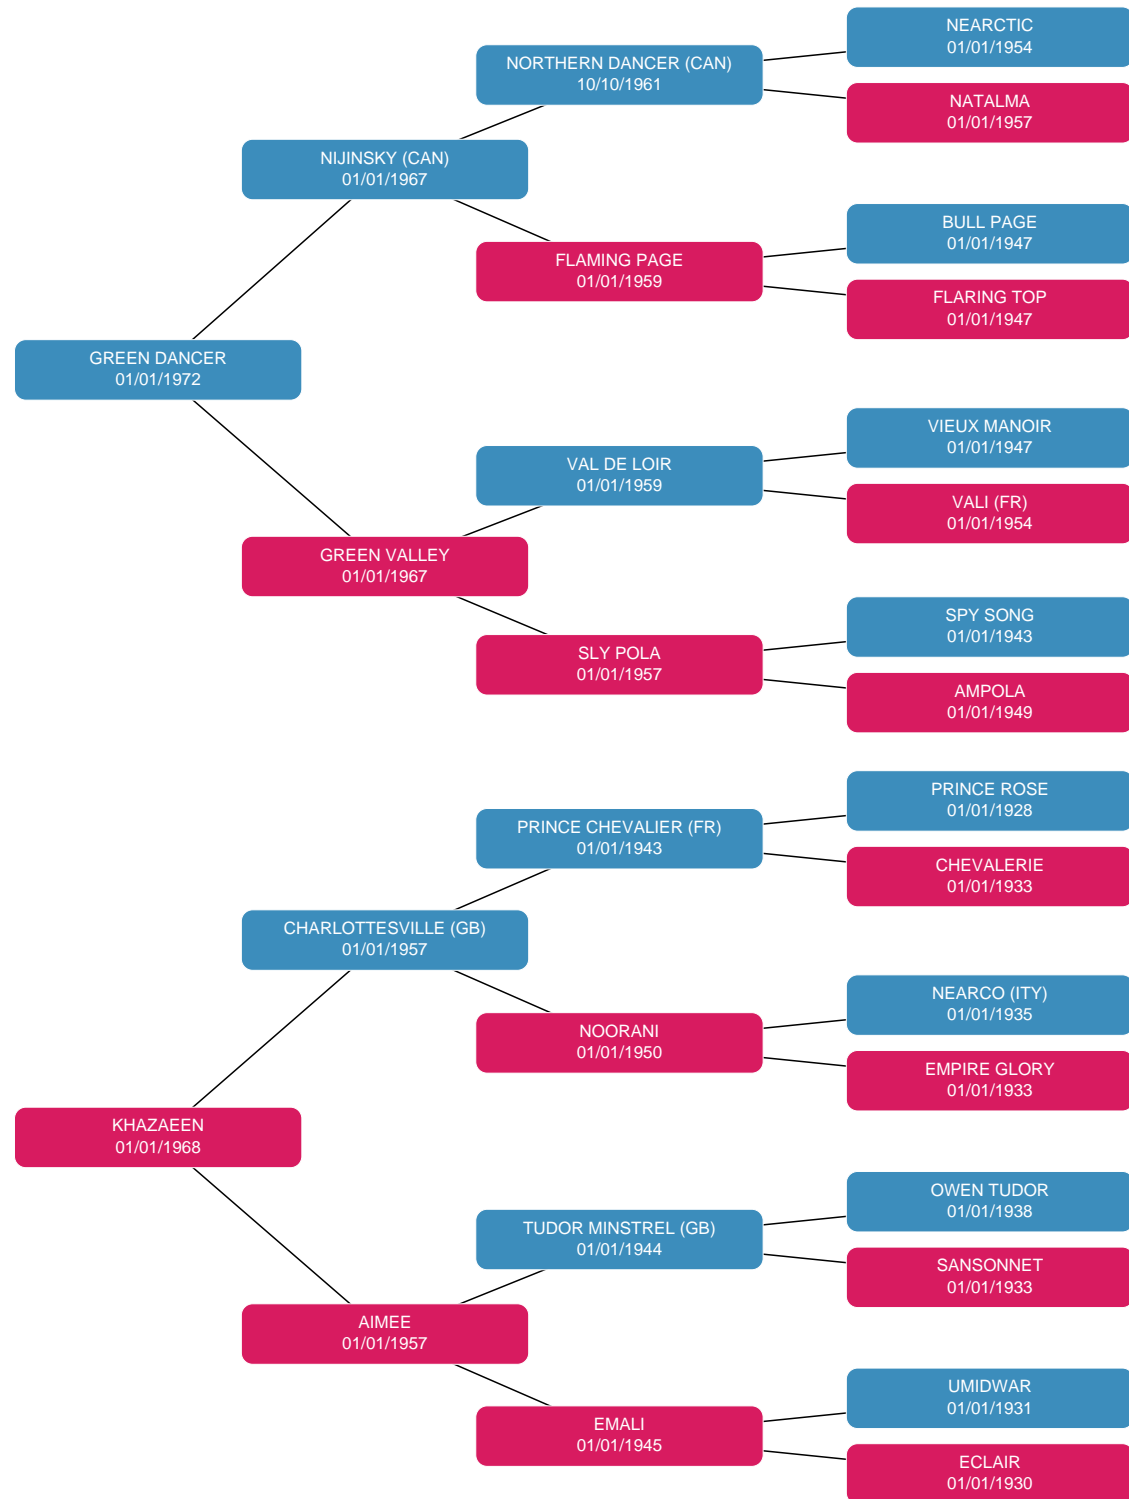 NEARCTIC
01/01/1954
NORTHERN DANCER (CAN)
10/10/1961
NATALMA
01/01/1957
NIJINSKY (CAN)
01/01/1967
BULL PAGE
01/01/1947
FLAMING PAGE
01/01/1959
FLARING TOP
01/01/1947
GREEN DANCER
01/01/1972
VIEUX MANOIR
01/01/1947
VAL DE LOIR
01/01/1959
VALI (FR)
01/01/1954
GREEN VALLEY
01/01/1967
SPY SONG
01/01/1943
SLY POLA
01/01/1957
AMPOLA
01/01/1949
PRINCE ROSE
01/01/1928
PRINCE CHEVALIER (FR)
01/01/1943
CHEVALERIE
01/01/1933
CHARLOTTESVILLE (GB)
01/01/1957
NEARCO (ITY)
01/01/1935
NOORANI
01/01/1950
EMPIRE GLORY
01/01/1933
KHAZAEEN
01/01/1968
OWEN TUDOR
01/01/1938
TUDOR MINSTREL (GB)
01/01/1944
SANSONNET
01/01/1933
AIMEE
01/01/1957
UMIDWAR
01/01/1931
EMALI
01/01/1945
ECLAIR
01/01/1930